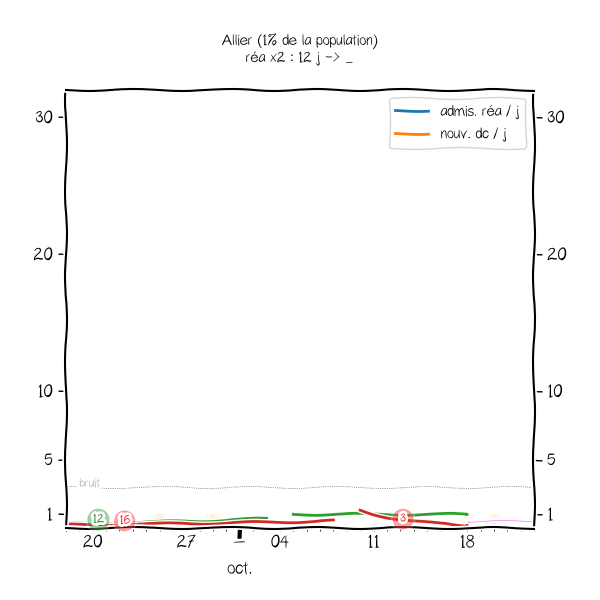 Allier (1% de la population)
réa x2 : 12 j -> _
admis. réa / j
nouv. dc / j
30 30
20 20
10 10
5 5
bruit
1 12 16 3 1
20 27 04 11 18
oct.